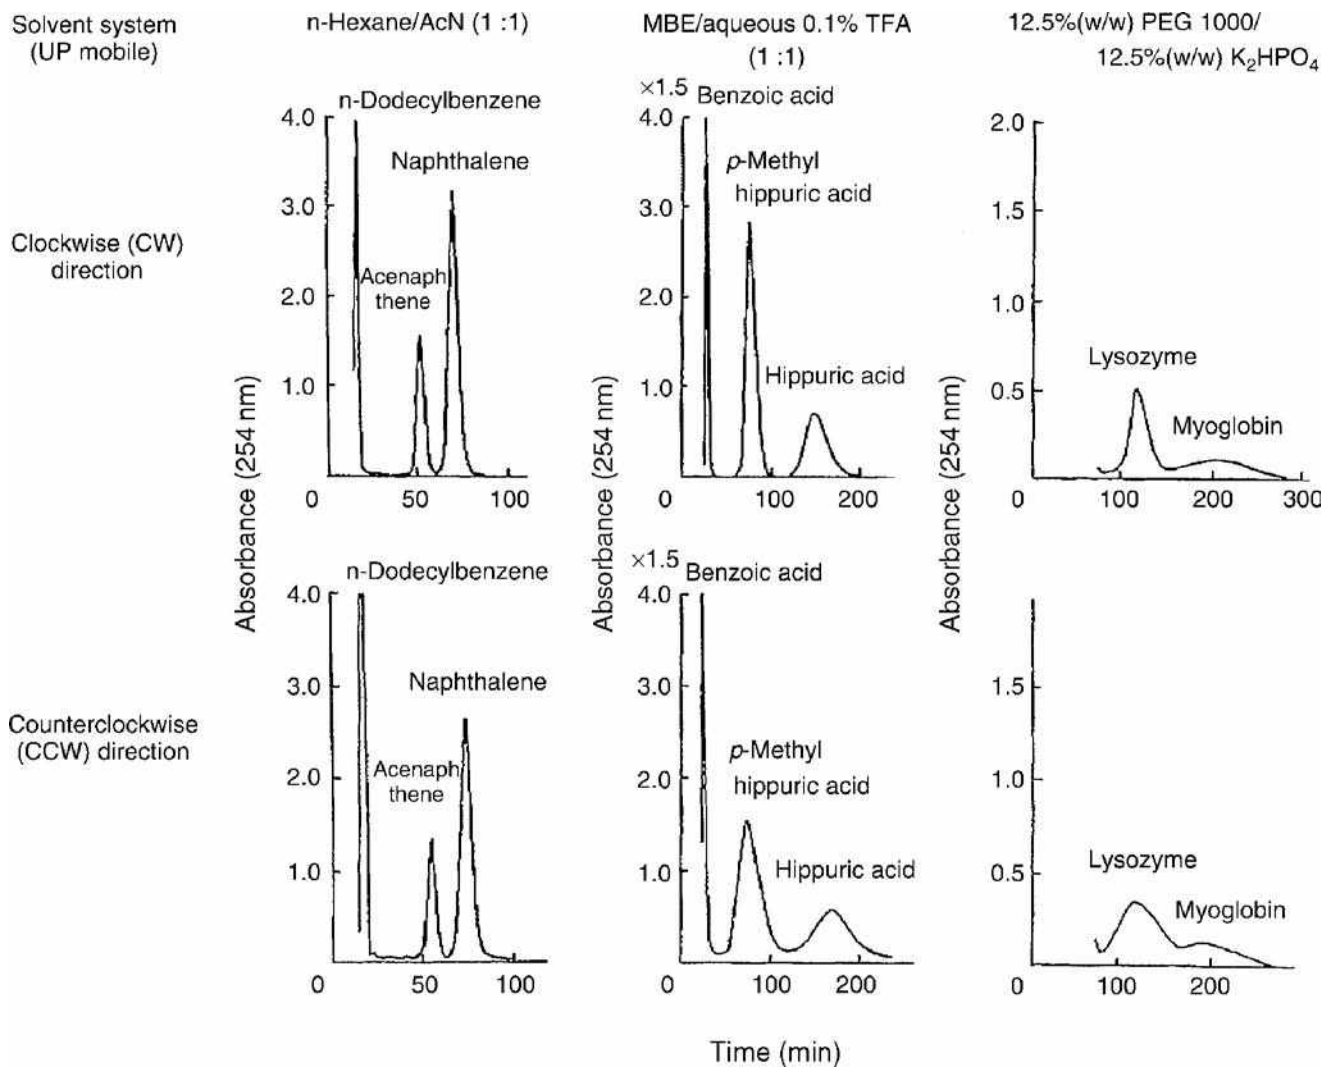 Solvent system
(UP mobile)
n-Hexane/AcN (1 :1)
MBE/aqueous 0.1% TFA
(1 :1)
12.5%(w/w) PEG 1000/
12.5%(w/w) K₂HPO₄
Clockwise (CW)
direction
Absorbance (254 nm)
4.0
3.0
2.0
1.0
n-Dodecylbenzene
Naphthalene
Acenaph
thene
0
50
100
Absorbance (254 nm)
×1.5
4.0
3.0
2.0
1.0
Benzoic acid
p-Methyl
hippuric acid
Hippuric acid
0
100
200
Absorbance (254 nm)
2.0
1.5
1.0
0.5
Lysozyme
Myoglobin
0
100
200
300
Counterclockwise
(CCW) direction
4.0
3.0
2.0
1.0
n-Dodecylbenzene
Naphthalene
Acenaph
thene
0
50
100
×1.5
4.0
3.0
2.0
1.0
Benzoic acid
p-Methyl
hippuric acid
Hippuric acid
0
100
200
1.5
1.0
0.5
Lysozyme
Myoglobin
0
100
200
Time (min)